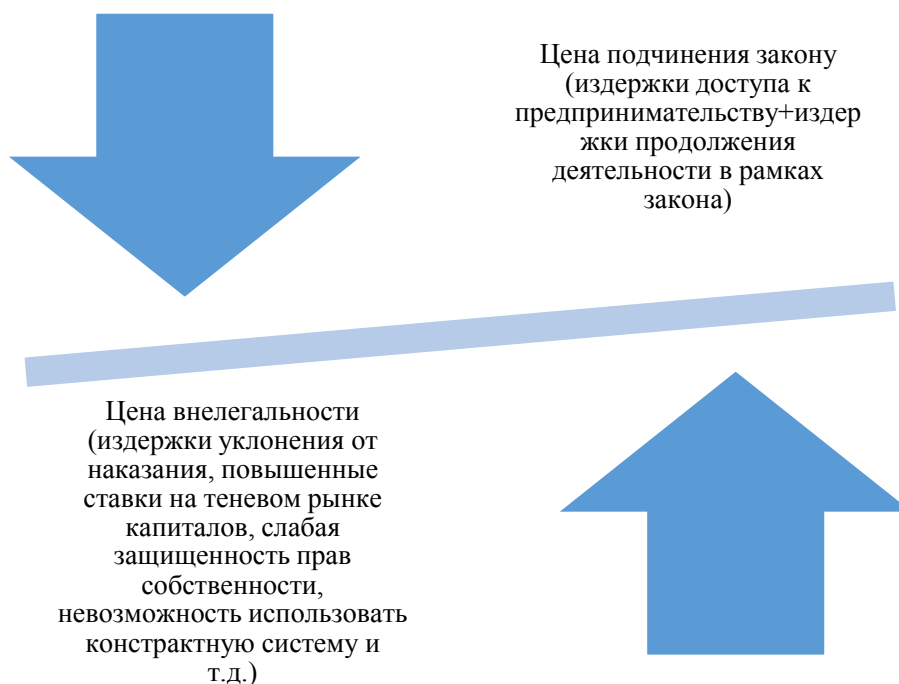 Цена подчинения закону
(издержки доступа к
предпринимательству+издер
жки продолжения
деятельности в рамках
закона)
Цена внелегальности
(издержки уклонения от
наказания, повышенные
ставки на теневом рынке
капиталов, слабая
защищенность прав
собственности,
невозможность использовать
констрактную систему и
т.д.)